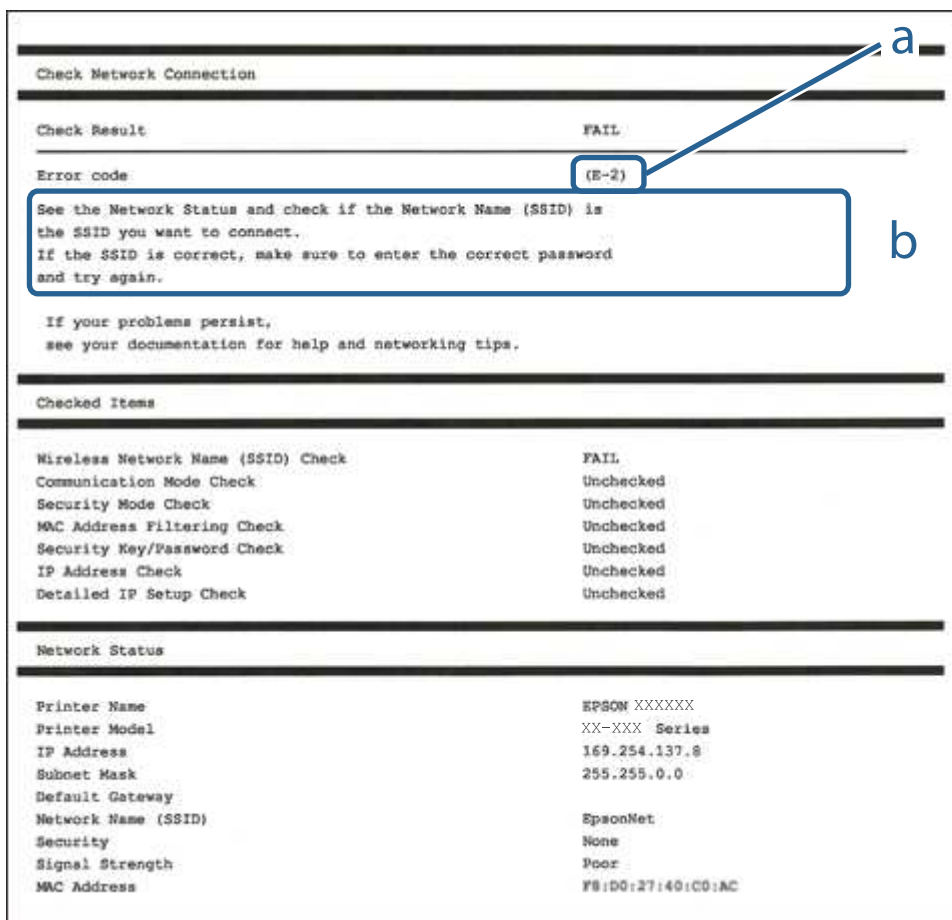 a
Check Network Connection
Check Result FAIL
Error code (E-2)
See the Network Status and check if the Network Name (SSID) is
the SSID you want to connect.
If the SSID is correct, make sure to enter the correct password
and try again.
b
If your problems persist,
see your documentation for help and networking tips.
Checked Items
Wireless Network Name (SSID) Check FAIL
Communication Mode Check Unchecked
Security Mode Check Unchecked
MAC Address Filtering Check Unchecked
Security Key/Password Check Unchecked
IP Address Check Unchecked
Detailed IP Setup Check Unchecked
Network Status
Printer Name EPSON XXXXXX
Printer Model XX-XXX Series
IP Address 169.254.137.8
Subnet Mask 255.255.0.0
Default Gateway
Network Name (SSID) EpsonNet
Security None
Signal Strength Poor
MAC Address F8:D0:27:40:C0:AC